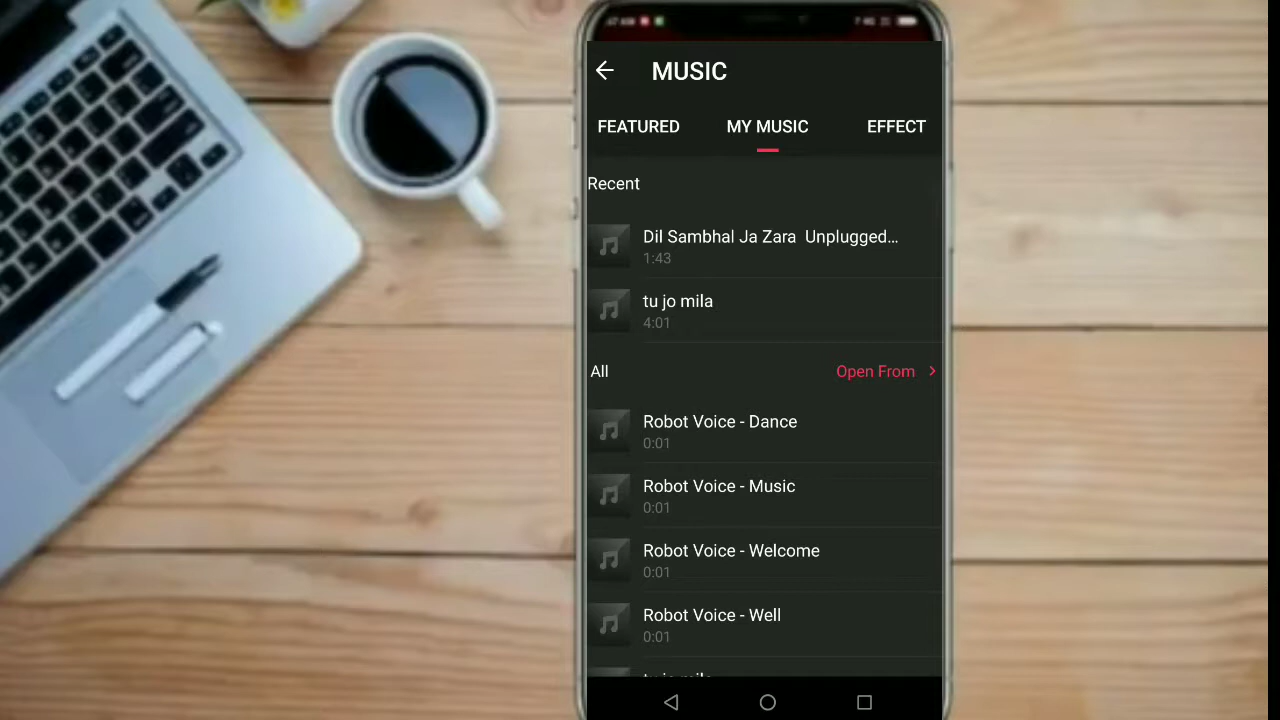 MUSIC
FEATURED MY MUSIC EFFECT
Recent
Dil Sambhal Ja Zara Unplugged...
1:43
tu jo mila
4:01
All Open From
Robot Voice - Dance
0:01
Robot Voice - Music
0:01
Robot Voice - Welcome
0:01
Robot Voice - Well
0:01